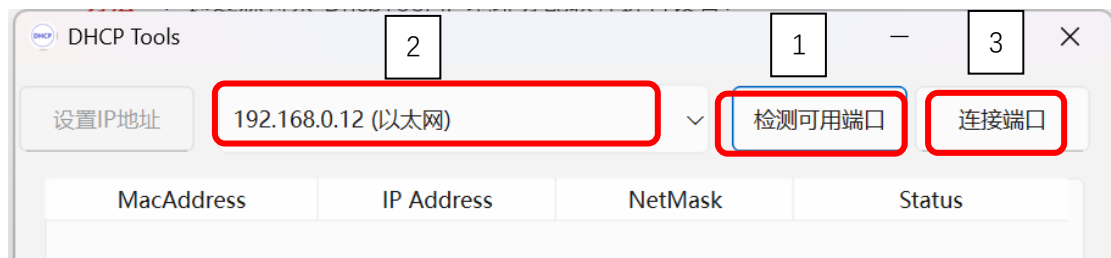 DHCP Tools
2
1
3
设置IP地址
192.168.0.12 (以太网)
检测可用端口
连接端口
MacAddress IP Address NetMask Status